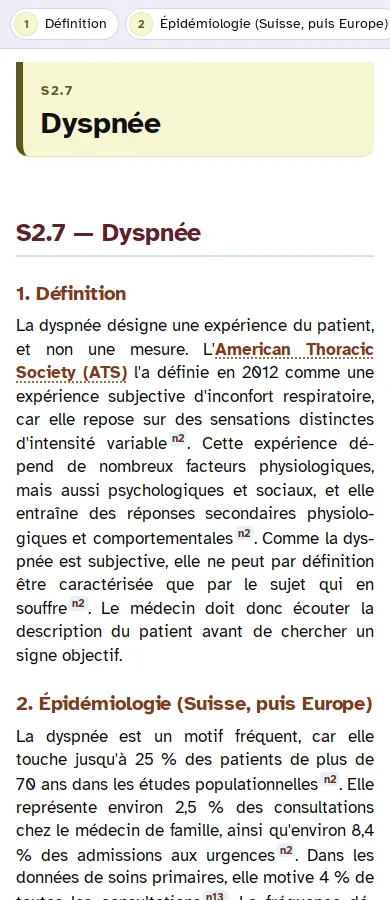 1 Définition 2 Épidémiologie (Suisse, puis Europe)
S2.7
Dyspnée
S2.7 — Dyspnée
1. Définition
La dyspnée désigne une expérience du patient,
et non une mesure. L'American Thoracic
Society (ATS) l'a définie en 2012 comme une
expérience subjective d'inconfort respiratoire,
car elle repose sur des sensations distinctes
d'intensité variable n2. Cette expérience dé-
pend de nombreux facteurs physiologiques,
mais aussi psychologiques et sociaux, et elle
entraîne des réponses secondaires physiolo-
giques et comportementales n2. Comme la dys-
pnée est subjective, elle ne peut par définition
être caractérisée que par le sujet qui en
souffre n2. Le médecin doit donc écouter la
description du patient avant de chercher un
signe objectif.
2. Épidémiologie (Suisse, puis Europe)
La dyspnée est un motif fréquent, car elle
touche jusqu'à 25 % des patients de plus de
70 ans dans les études populationnelles n2. Elle
représente environ 2,5 % des consultations
chez le médecin de famille, ainsi qu'environ 8,4
% des admissions aux urgences n2. Dans les
données de soins primaires, elle motive 4 % de
toutes les consultations n13. La fréquence dé-